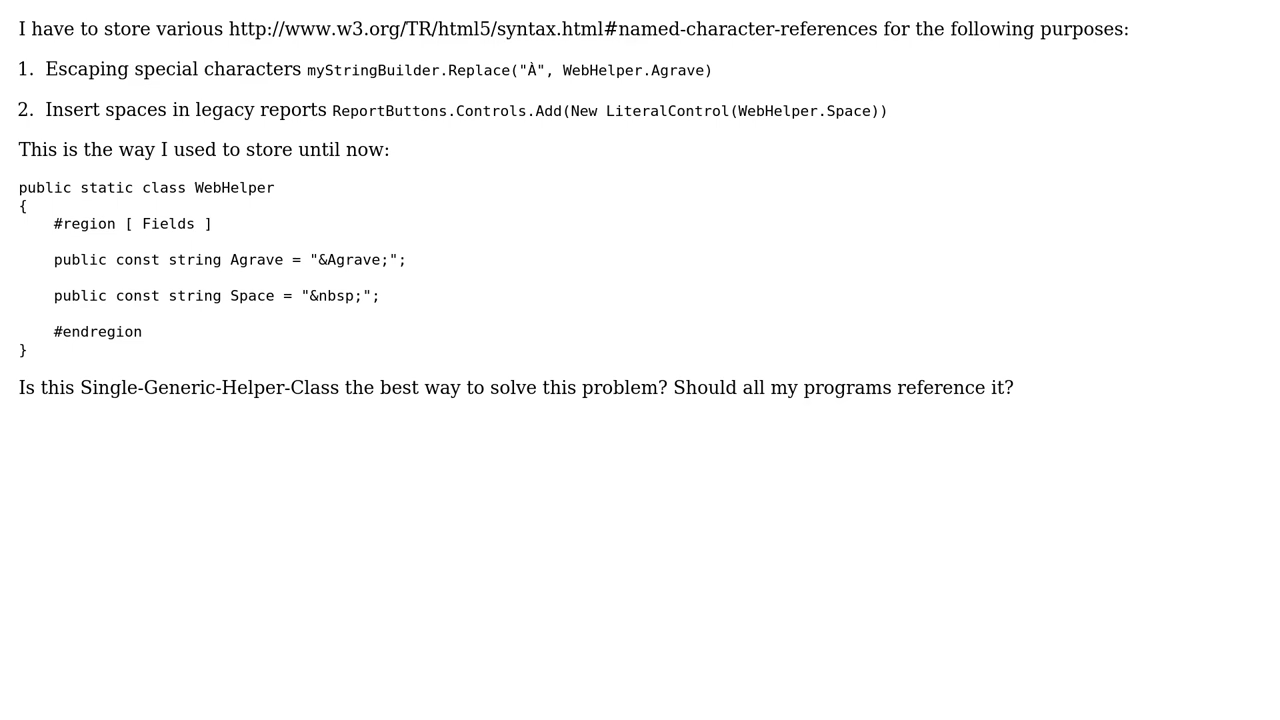 I have to store various http://www.w3.org/TR/html5/syntax.html#named-character-references for the following purposes:
1. Escaping special characters myStringBuilder.Replace("À", WebHelper.Agrave)
2. Insert spaces in legacy reports ReportButtons.Controls.Add(New LiteralControl(WebHelper.Space))
This is the way I used to store until now:
public static class WebHelper
{
    #region [ Fields ]
    public const string Agrave = "&Agrave;";
    public const string Space = "&nbsp;";
    #endregion
}
Is this Single-Generic-Helper-Class the best way to solve this problem? Should all my programs reference it?